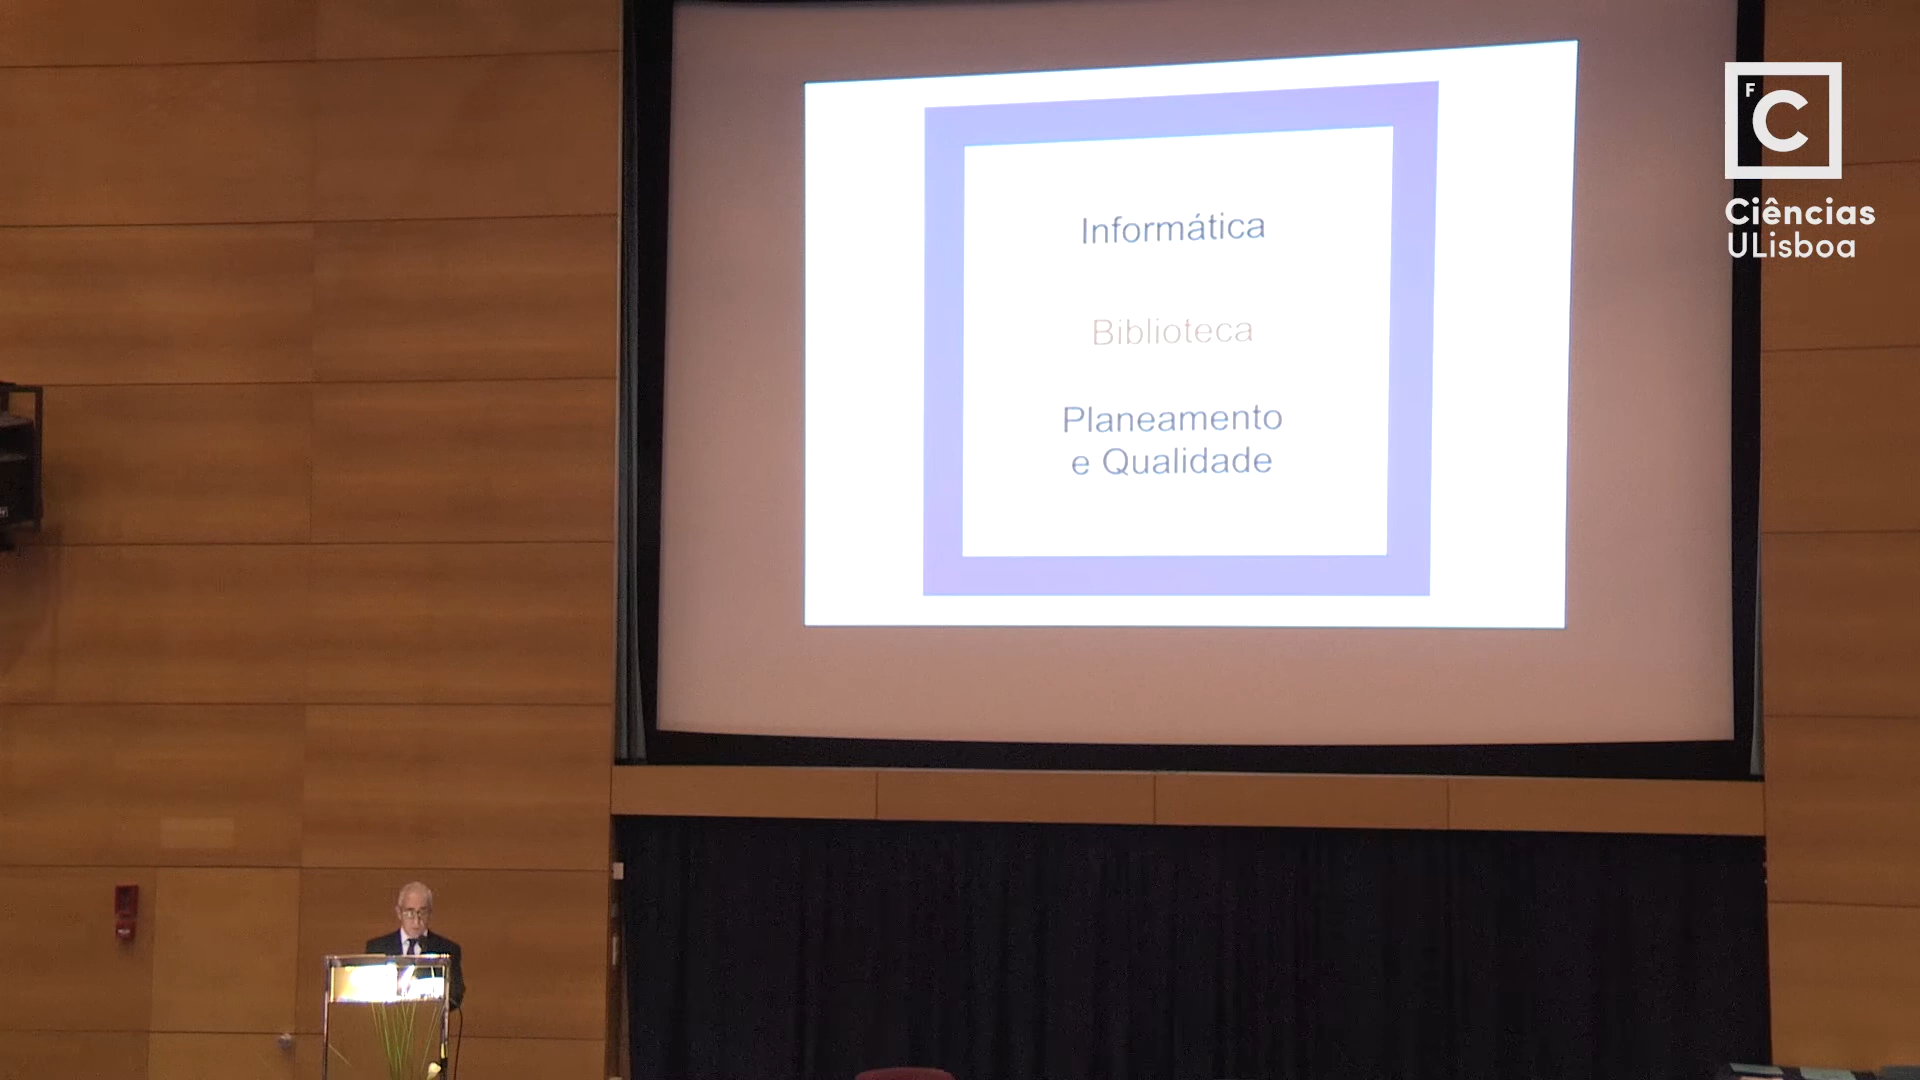 Informática
Biblioteca
Planeamento
e Qualidade
F
C
Ciências
ULisboa